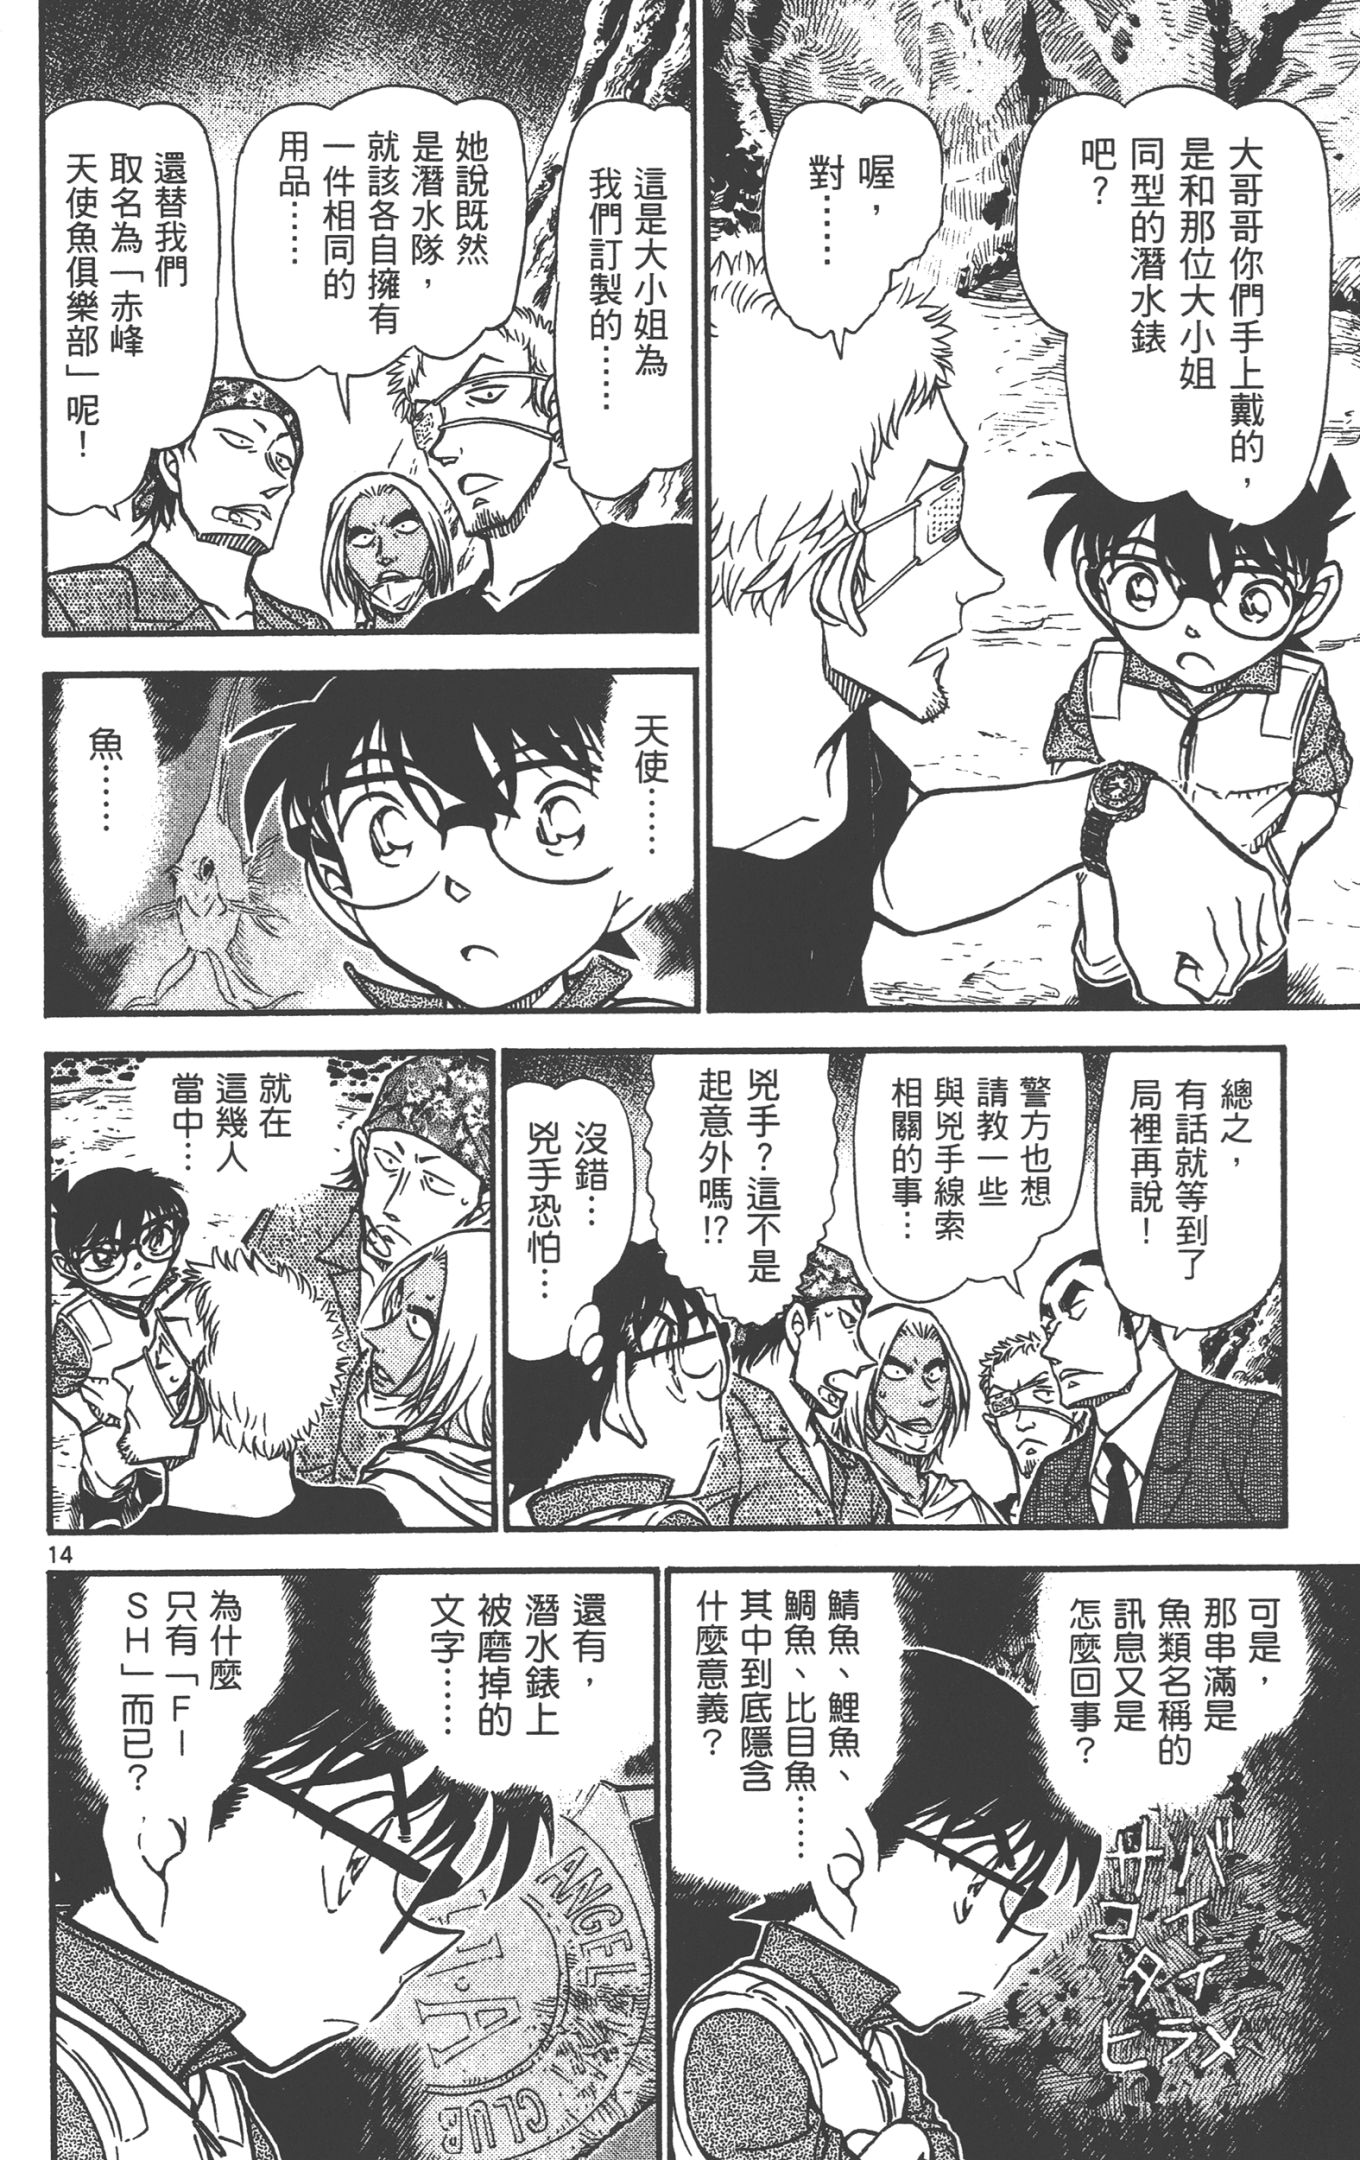 大哥哥你們手上戴的，
是和那位大小姐
同型的潛水錶
吧？
喔，
對……
這是大小姐為
我們訂製的……
她說既然
是潛水隊，
就該各自擁有
一件相同的
用品……
還替我們
取名為「赤峰
天使魚俱樂部」呢！
天使……
魚……
總之，
有話就等到了
局裡再說！
警方也想
請教一些
與兇手線索
相關的事…
兇手？這不是
起意外嗎!?
沒錯…
兇手恐怕…
就在
這幾人
當中…
14
可是，
那串滿是
魚類名稱的
訊息又是
怎麼回事？
鯖魚、鯉魚、
鯛魚、比目魚……
其中到底隱含
什麼意義？
サバ
コイ
タイ
ヒラメ
還有，
潛水錶上
被磨掉的
文字……
為什麼
只有「FI
SH」而已？
ANGEL
CLUB